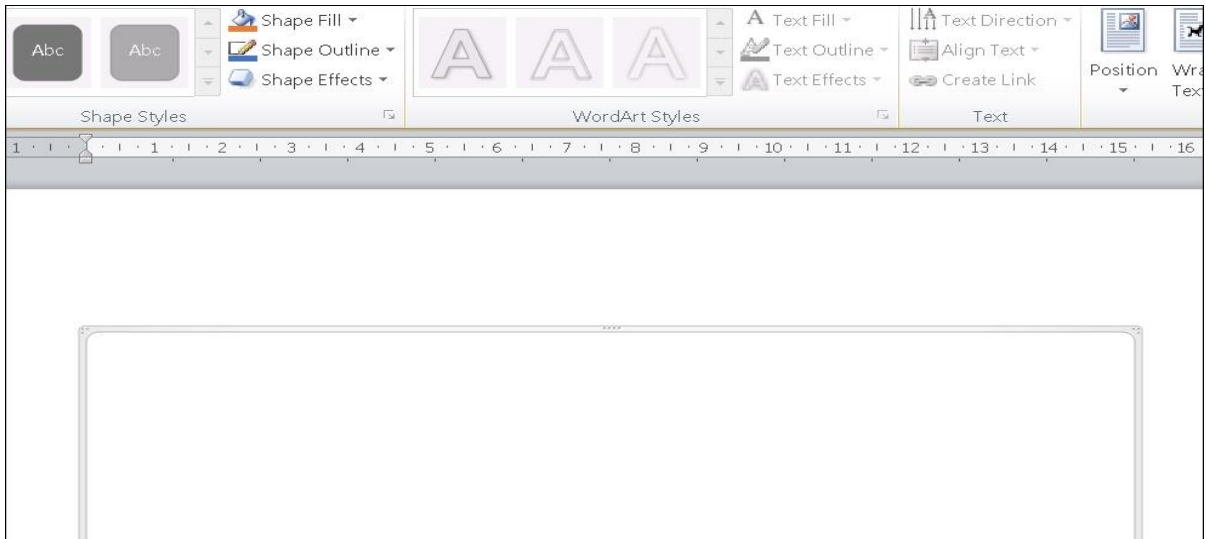 Abc Abc Shape Fill A A A A Text Fill Text Direction
Shape Outline Text Outline Align Text
Shape Effects Text Effects Create Link Position
Shape Styles WordArt Styles Text
1 1 2 3 4 5 6 7 8 9 10 11 12 13 14 15 16